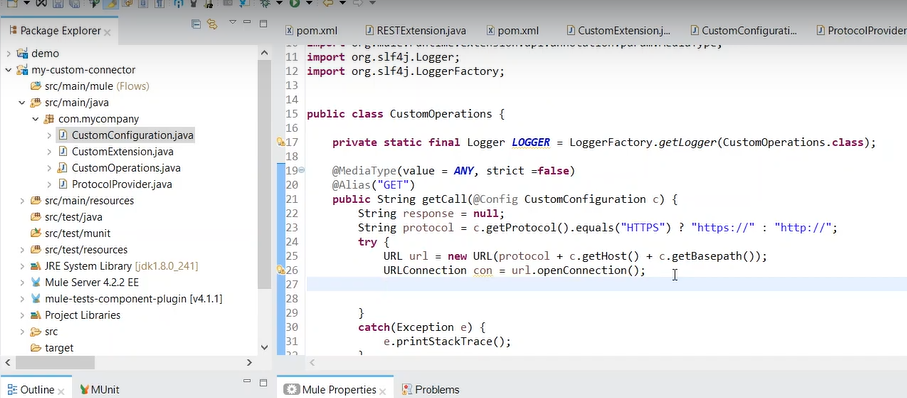 Package Explorer
pom.xml
RESTExtension.java
pom.xml
CustomExtension.j...
CustomConfigurati...
ProtocolProvider
demo
my-custom-connector
src/main/mule (Flows)
src/main/java
com.mycompany
CustomConfiguration.java
CustomExtension.java
CustomOperations.java
ProtocolProvider.java
src/main/resources
src/test/java
src/test/munit
src/test/resources
JRE System Library [jdk1.8.0_241]
Mule Server 4.2.2 EE
mule-tests-component-plugin [v4.1.1]
Project Libraries
src
target
11 import org.slf4j.Logger;
12 import org.slf4j.LoggerFactory;
13
14
15 public class CustomOperations {
16
17 private static final Logger LOGGER = LoggerFactory.getLogger(CustomOperations.class);
18
19 @MediaType(value = ANY, strict =false)
20 @Alias("GET")
21 public String getCall(@Config CustomConfiguration c) {
22 String response = null;
23 String protocol = c.getProtocol().equals("HTTPS") ? "https://" : "http://";
24 try {
25 URL url = new URL(protocol + c.getHost() + c.getBasepath());
26 URLConnection con = url.openConnection();
27
28
29 }
30 catch(Exception e) {
31 e.printStackTrace();
32 }
Outline
MUnit
Mule Properties
Problems